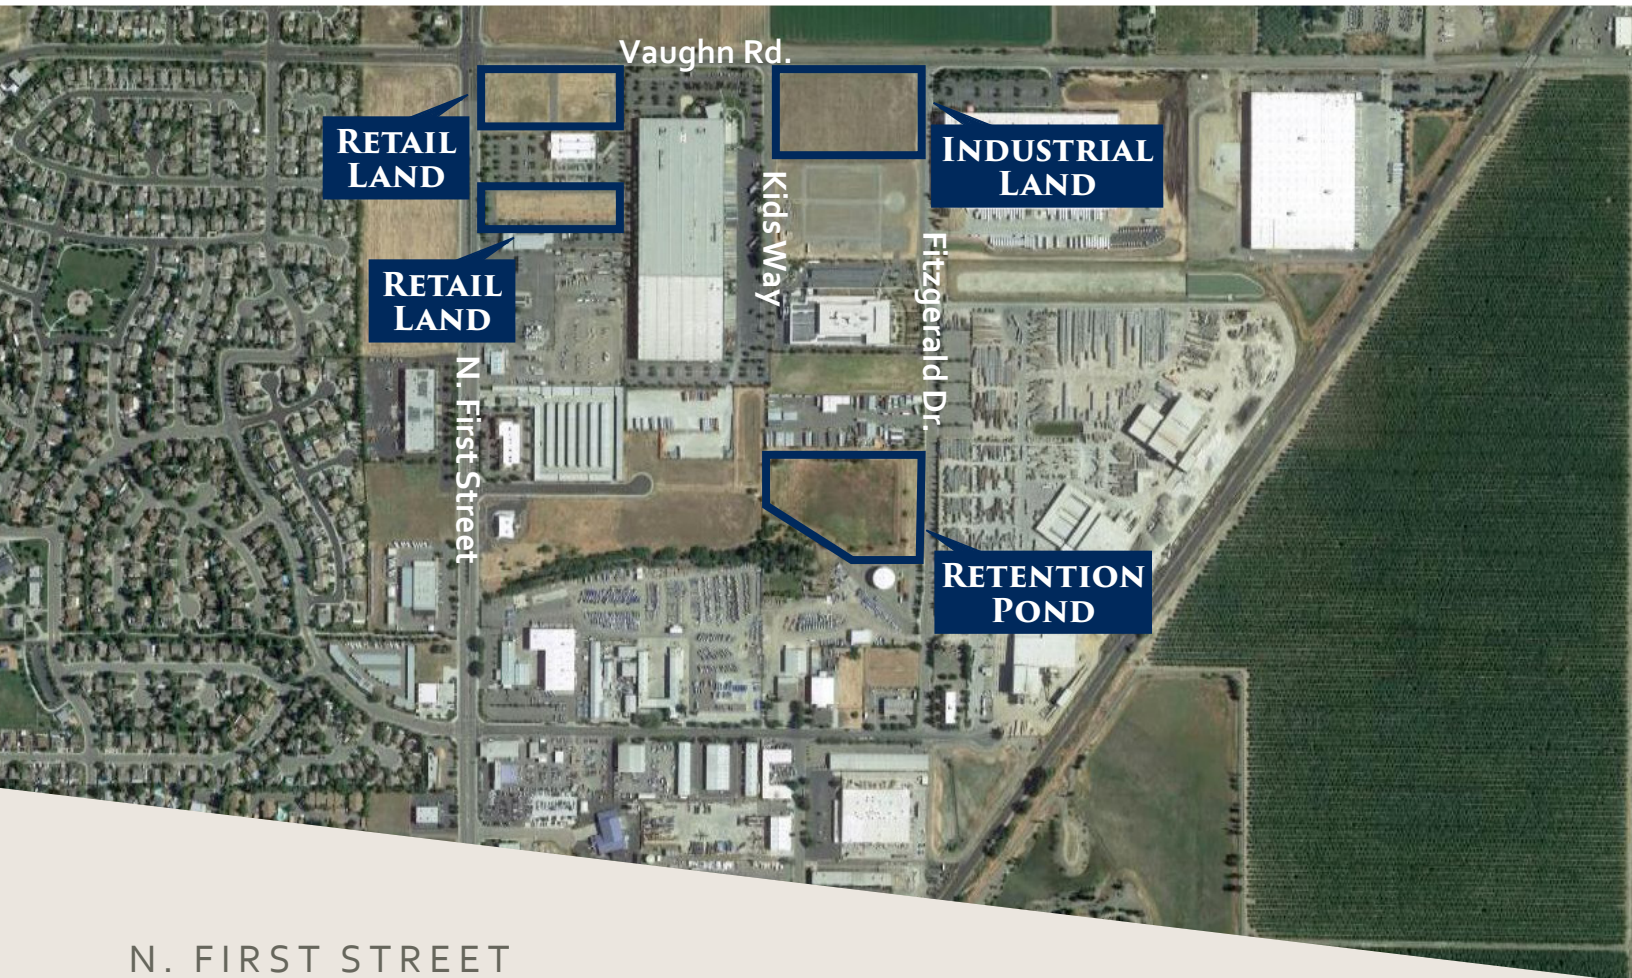 Vaughn Rd.
RETAIL
LAND
INDUSTRIAL
LAND
Kids Way
RETAIL
LAND
Fitzgerald Dr.
N. First Street
RETENTION
POND
N. FIRST STREET